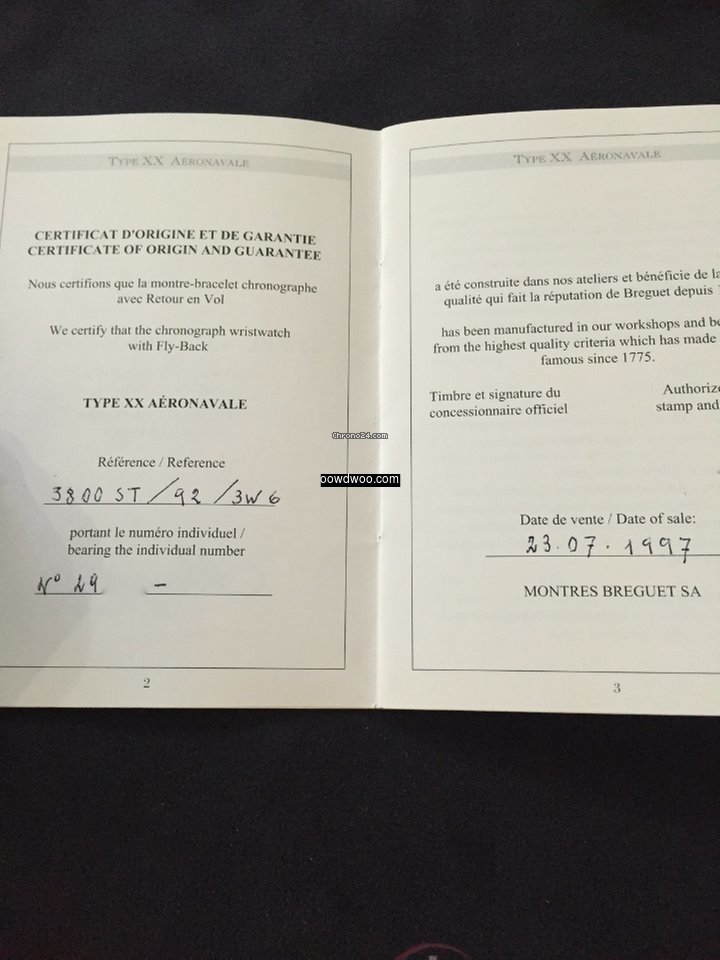 TYPE XX AÉRONAVALE
CERTIFICAT D'ORIGINE ET DE GARANTIE
CERTIFICATE OF ORIGIN AND GUARANTEE
Nous certifions que la montre-bracelet chronographe
avec Retour en Vol
We certify that the chronograph wristwatch
with Fly-Back
TYPE XX AÉRONAVALE
Référence / Reference
3800 ST / 92 / 3W6
portant le numéro individuel /
bearing the individual number
N° 29 –
2
TYPE XX AÉRONAVALE
a été construite dans nos ateliers et bénéficie de la
qualité qui fait la réputation de Breguet depuis 1
has been manufactured in our workshops and be
from the highest quality criteria which has made
famous since 1775.
Timbre et signature du
concessionnaire officiel
Authorize
stamp and
Date de vente / Date of sale:
23.07.1997
MONTRES BREGUET SA
3
Chrono24.com
oowdwoo.com